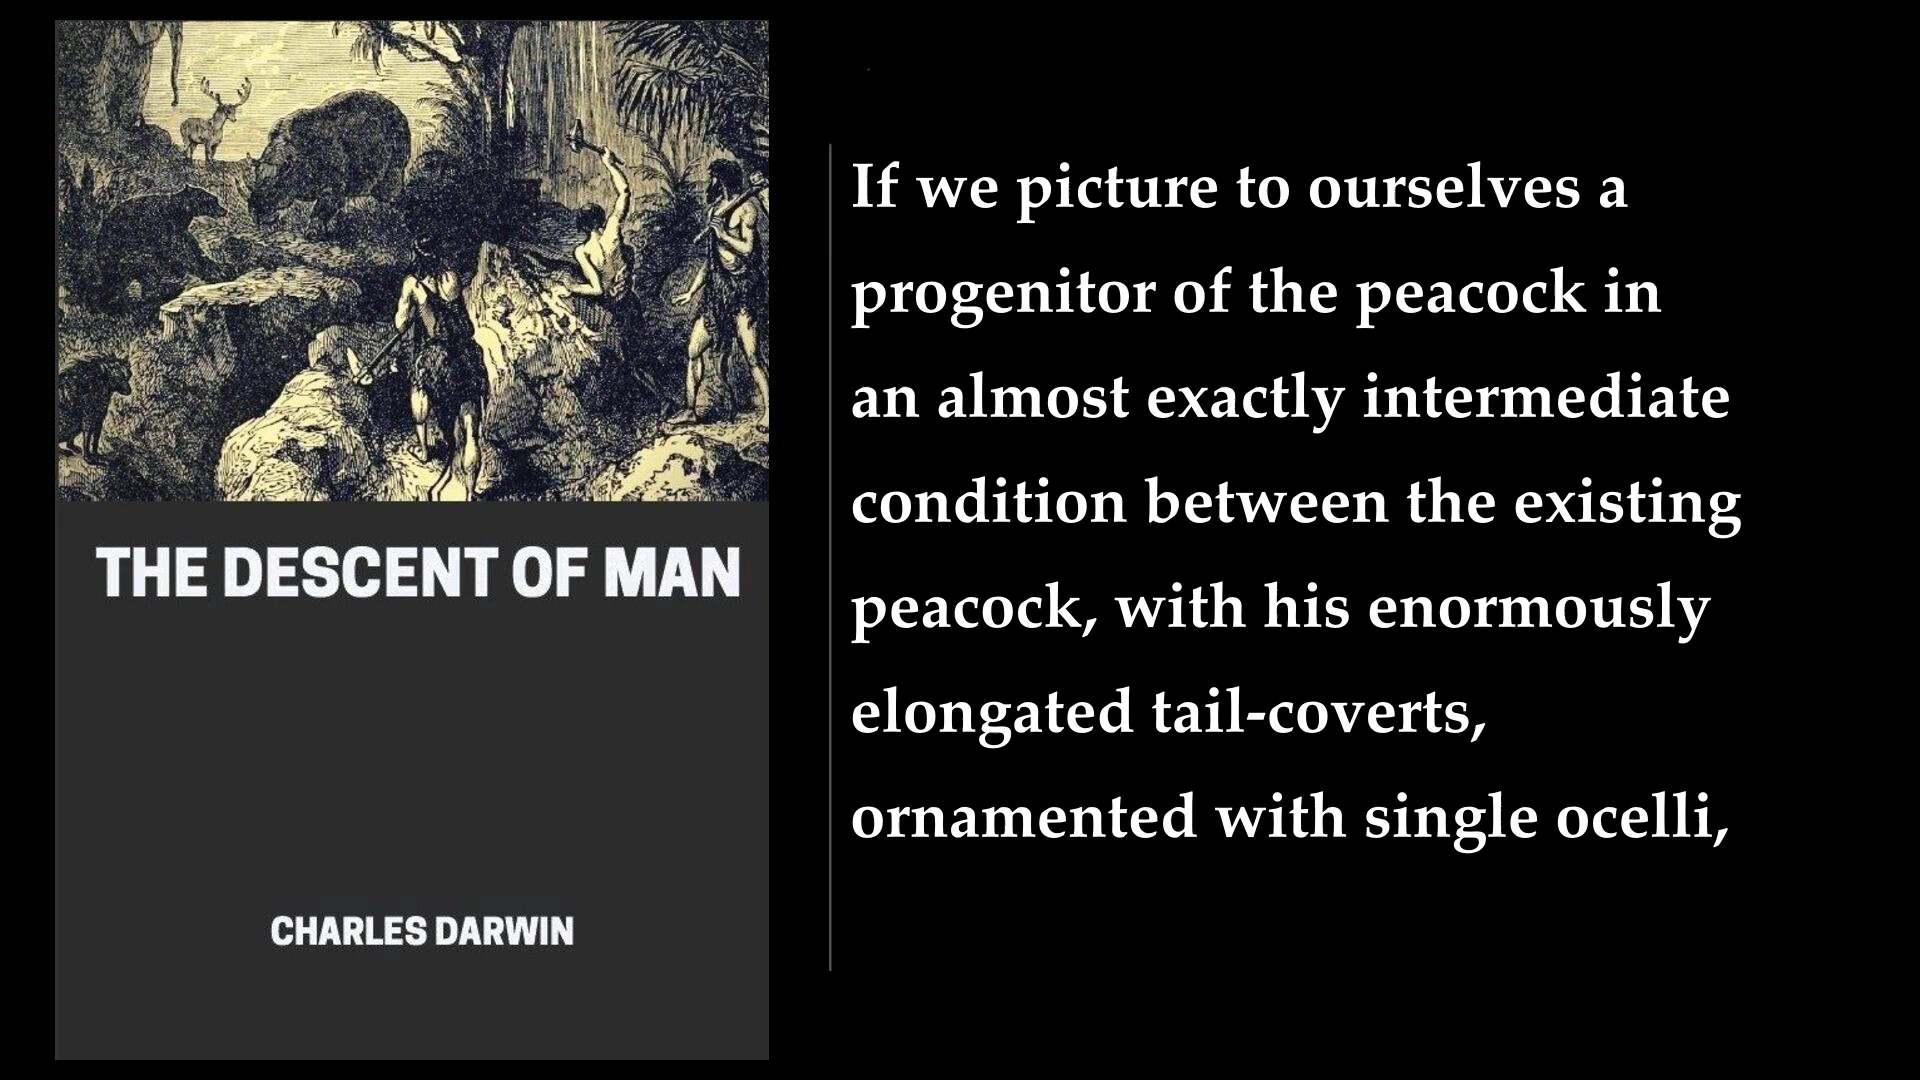 THE DESCENT OF MAN
CHARLES DARWIN
If we picture to ourselves a
progenitor of the peacock in
an almost exactly intermediate
condition between the existing
peacock, with his enormously
elongated tail-coverts,
ornamented with single ocelli,